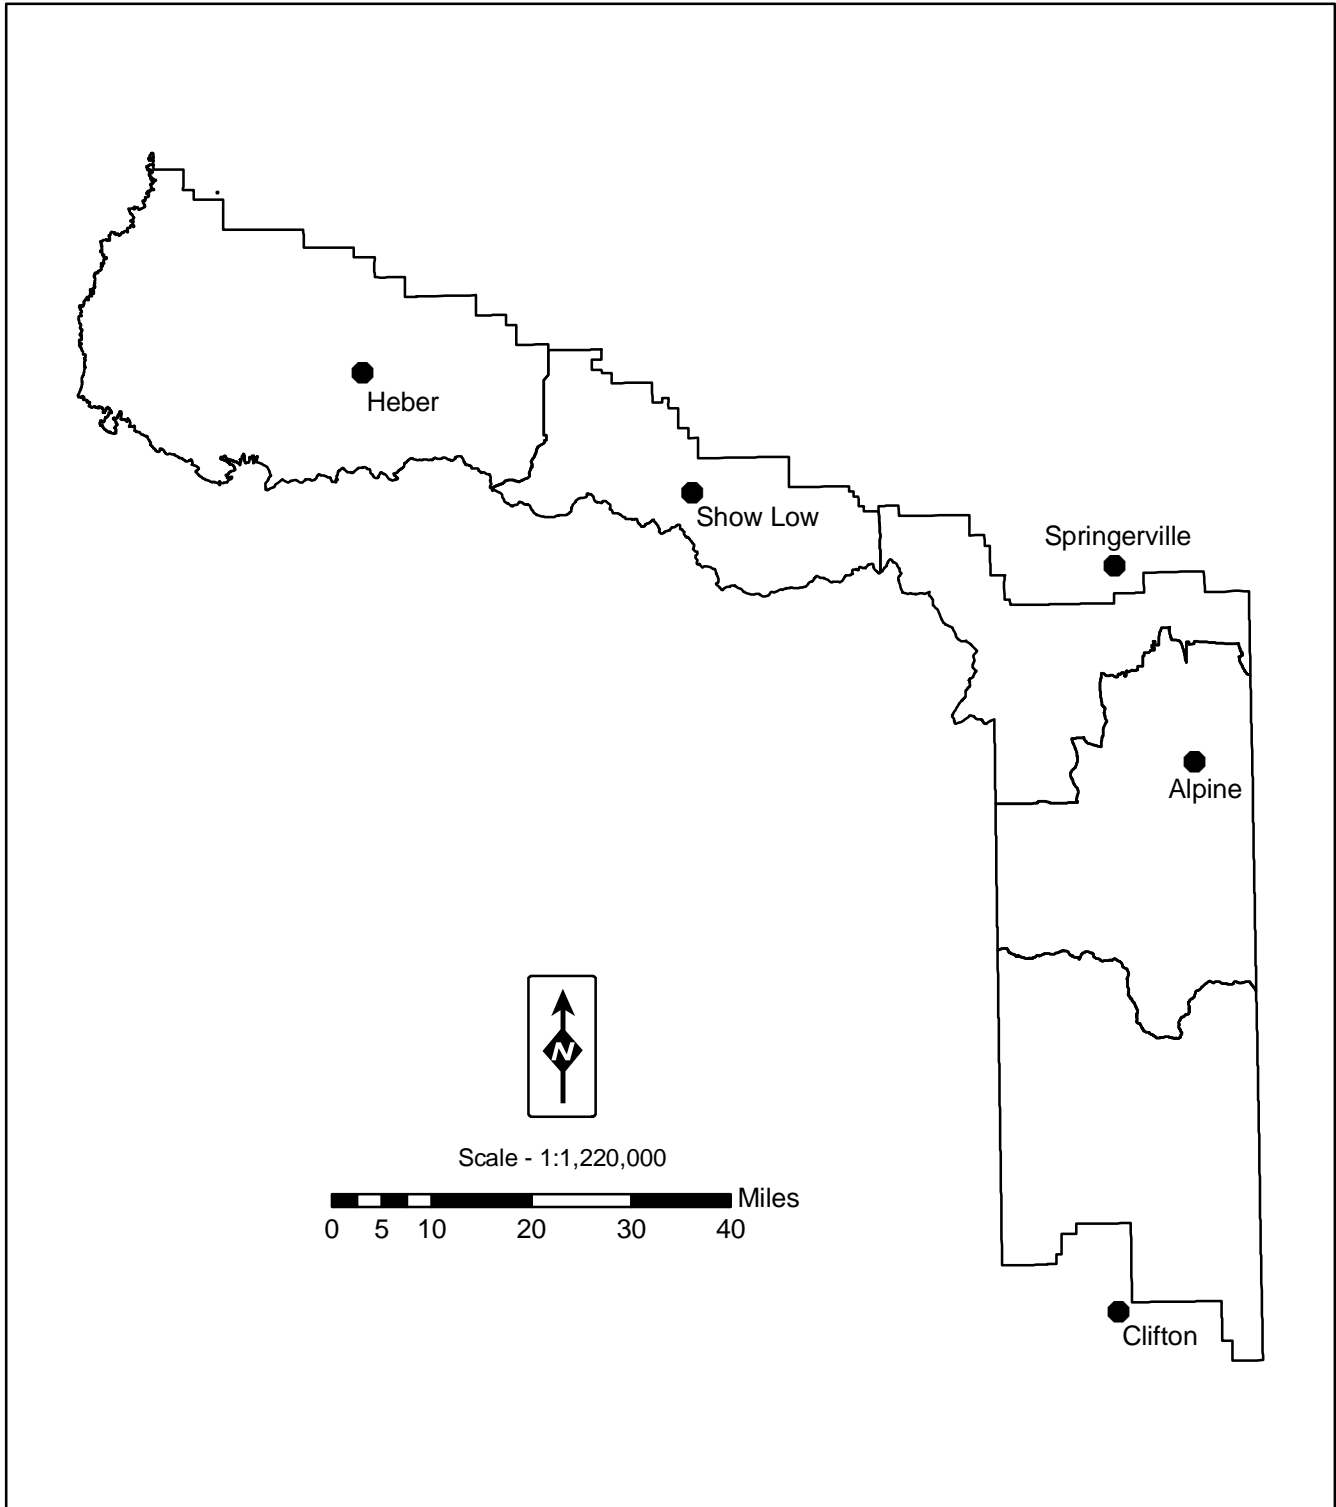 Heber
Show Low
Springerville
Alpine
N
Scale - 1:1,220,000
Miles
0 5 10 20 30 40
Clifton